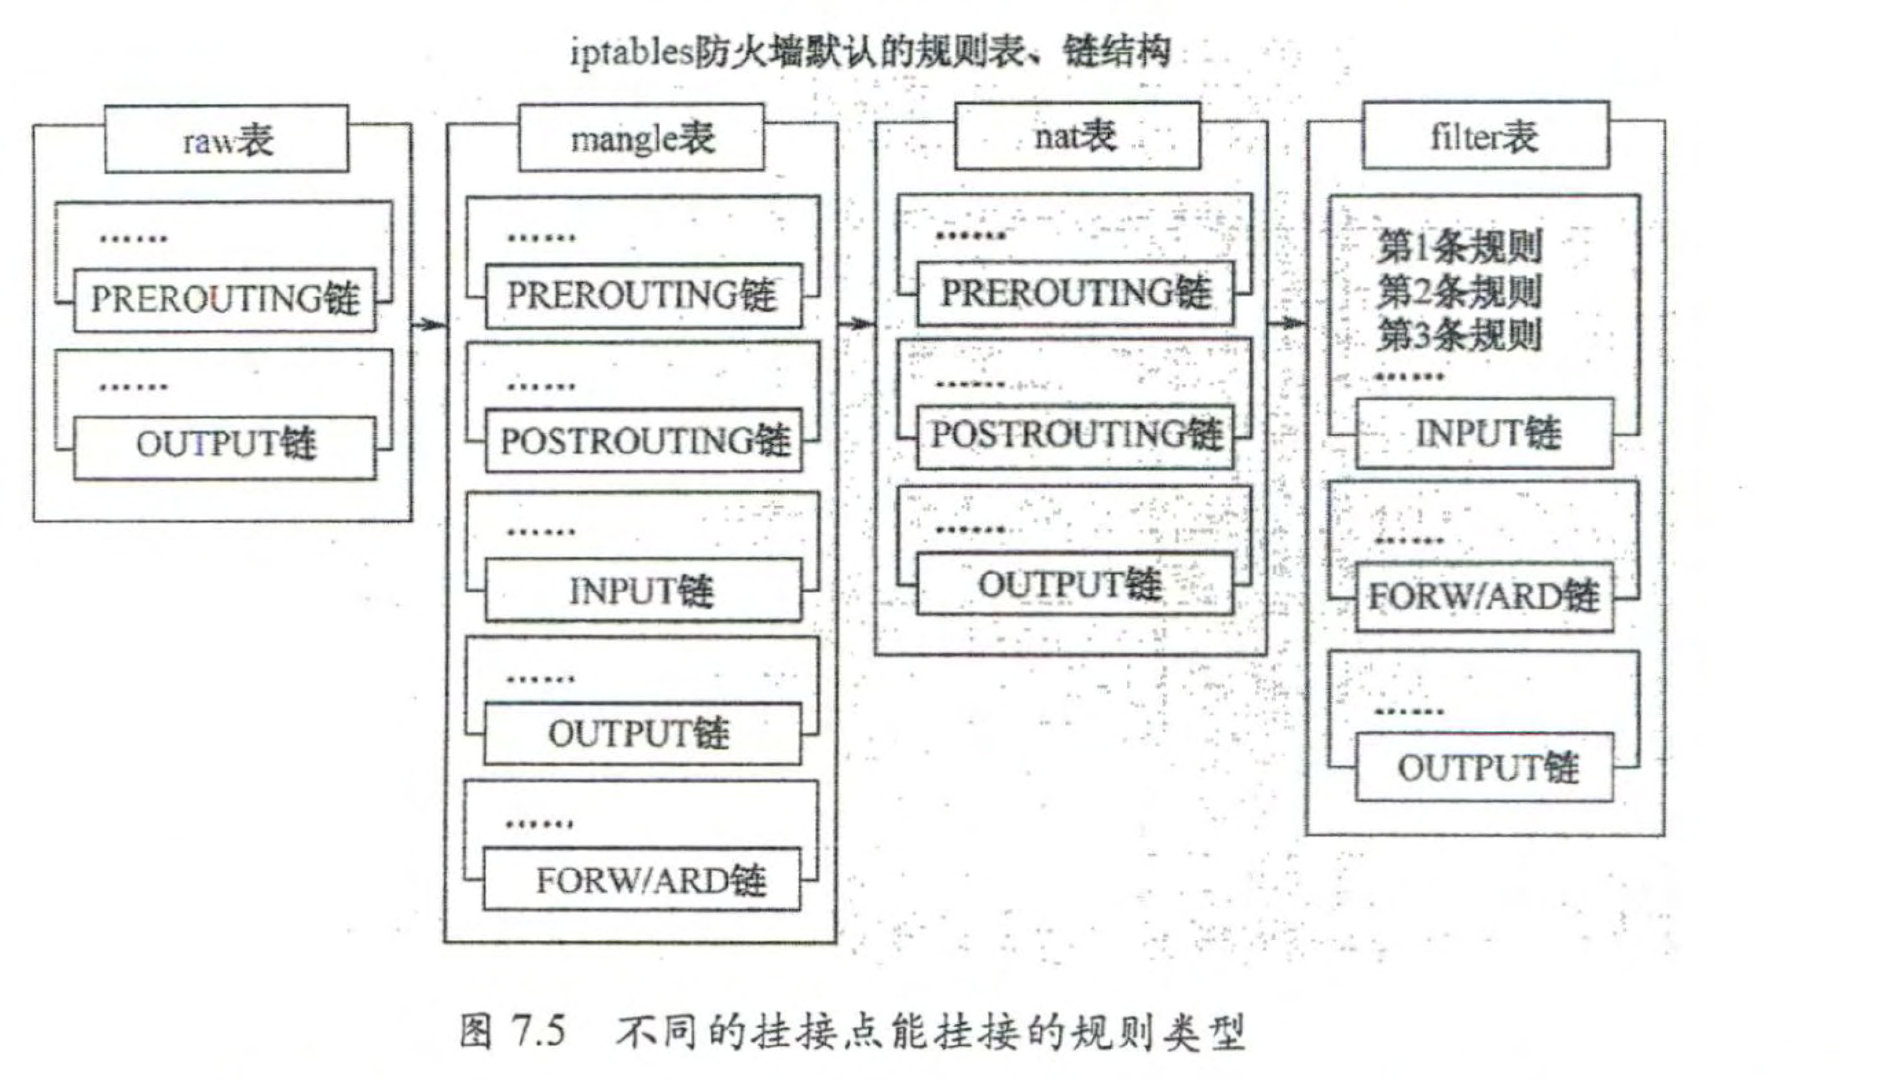 iptables防火墙默认的规则表、链结构
raw表
……
PREROUTING链
……
OUTPUT链
mangle表
……
PREROUTING链
……
POSTROUTING链
……
INPUT链
……
OUTPUT链
……
FORW/ARD链
nat表
……
PREROUTING链
……
POSTROUTING链
……
OUTPUT链
filter表
第1条规则
第2条规则
第3条规则
……
INPUT链
……
FORW/ARD链
……
OUTPUT链
图 7.5 不同的挂接点能挂接的规则类型